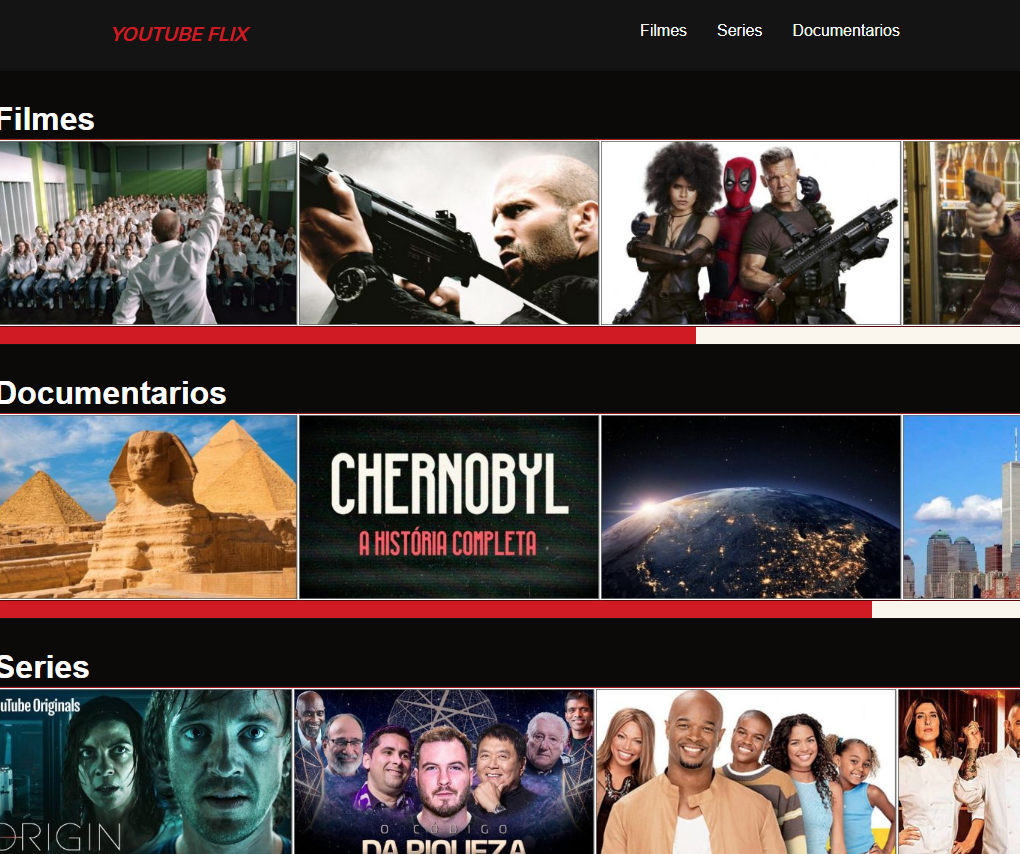 YOUTUBE FLIX
Filmes Series Documentarios
Filmes
Documentarios
CHERNOBYL
A HISTÓRIA COMPLETA
Series
uTube Originals
ORIGIN
O CÓDIGO
DA RIQUEZA